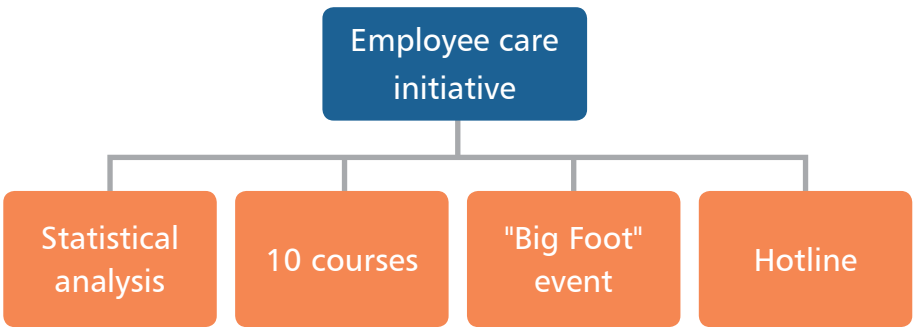 Employee care
initiative
Statistical
analysis
10 courses
"Big Foot"
event
Hotline